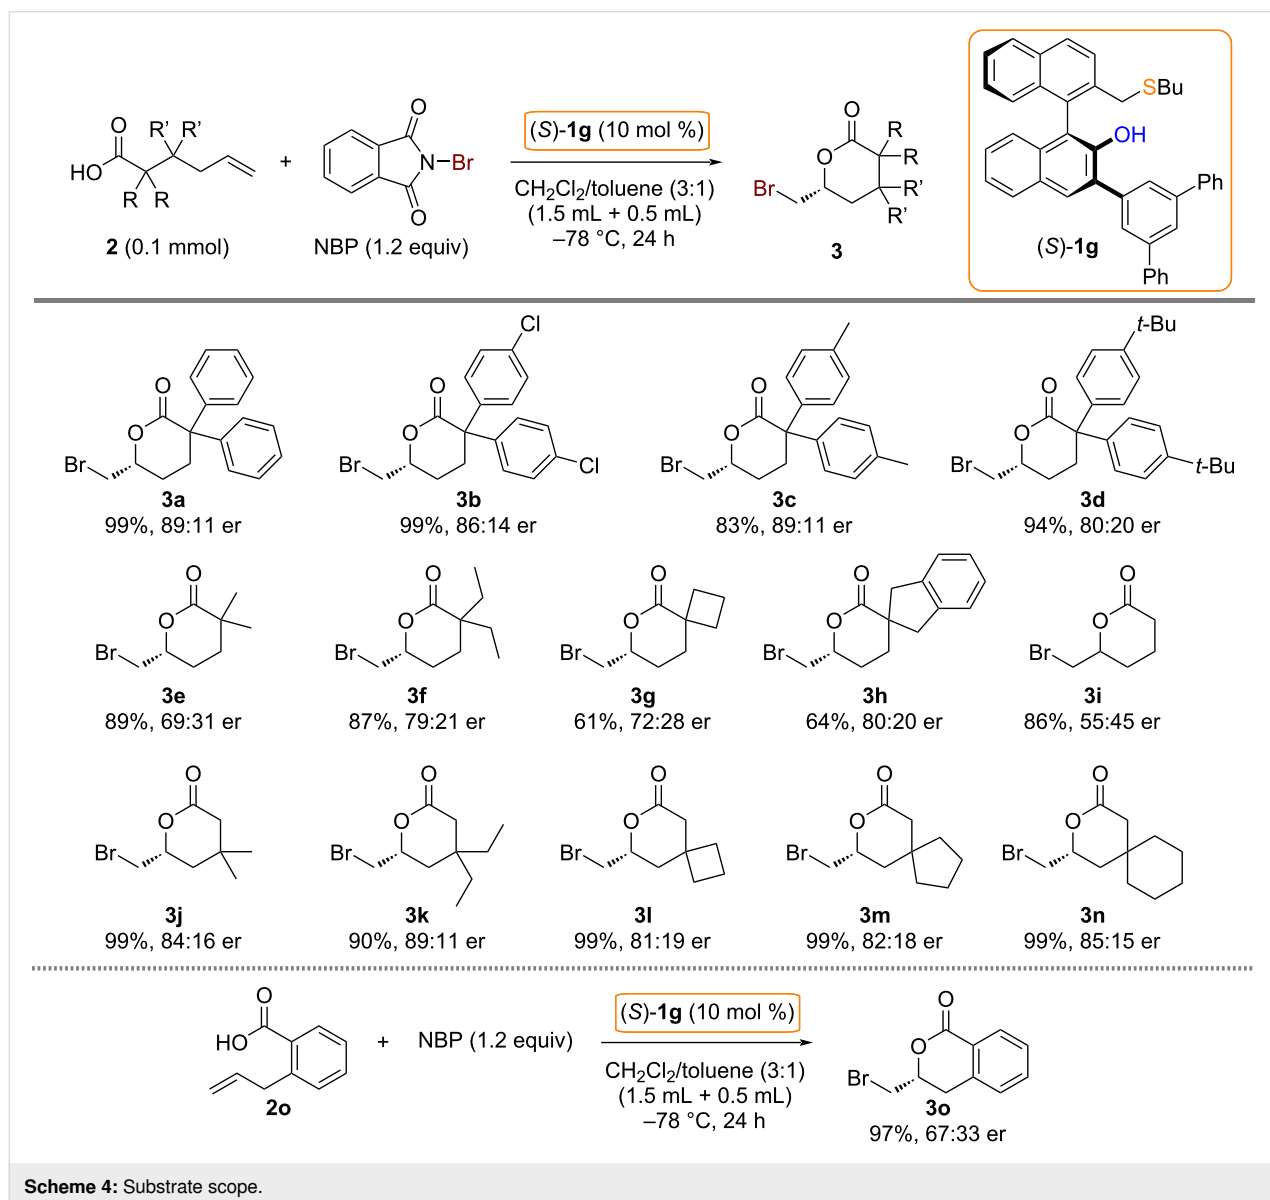 O
HO
R' R'
R R
2 (0.1 mmol)
+
O
N–Br
O
NBP (1.2 equiv)
(S)-1g (10 mol %)
CH2Cl2/toluene (3:1)
(1.5 mL + 0.5 mL)
–78 °C, 24 h
O
O
R
R
R'
R'
Br
3
SBu
OH
Ph
Ph
(S)-1g
O
O
Br
3a
99%, 89:11 er
Cl
O
O
Br
Cl
3b
99%, 86:14 er
O
O
Br
3c
83%, 89:11 er
t-Bu
O
O
Br
t-Bu
3d
94%, 80:20 er
O
O
Br
3e
89%, 69:31 er
O
O
Br
3f
87%, 79:21 er
O
O
Br
3g
61%, 72:28 er
O
O
Br
3h
64%, 80:20 er
O
O
Br
3i
86%, 55:45 er
O
O
Br
3j
99%, 84:16 er
O
O
Br
3k
90%, 89:11 er
O
O
Br
3l
99%, 81:19 er
O
O
Br
3m
99%, 82:18 er
O
O
Br
3n
99%, 85:15 er
O
HO
2o
+
NBP (1.2 equiv)
(S)-1g (10 mol %)
CH2Cl2/toluene (3:1)
(1.5 mL + 0.5 mL)
–78 °C, 24 h
O
O
Br
3o
97%, 67:33 er
Scheme 4: Substrate scope.